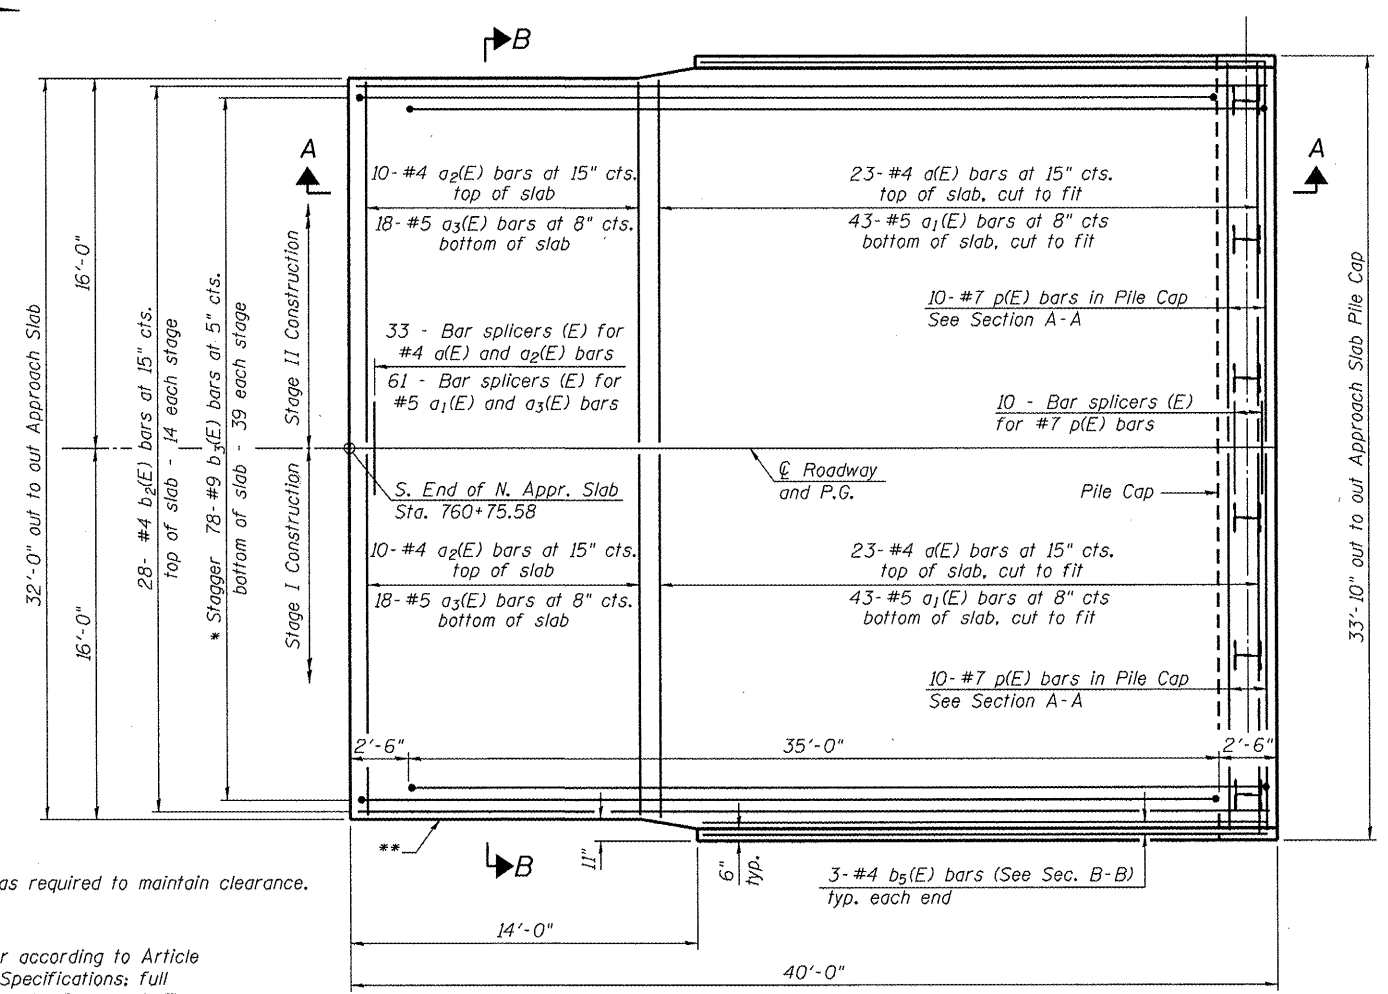 B
A
A
10- #4 a2(E) bars at 15" cts.
top of slab
18- #5 a3(E) bars at 8" cts.
bottom of slab
23- #4 a(E) bars at 15" cts.
top of slab, cut to fit
43- #5 a1(E) bars at 8" cts
bottom of slab, cut to fit
10- #7 p(E) bars in Pile Cap
See Section A-A
33 - Bar splicers (E) for
#4 a(E) and a2(E) bars
61 - Bar splicers (E) for
#5 a1(E) and a3(E) bars
10 - Bar splicers (E)
for #7 p(E) bars
32'-0" out to out Approach Slab
16'-0"
16'-0"
28- #4 b2(E) bars at 15" cts.
top of slab - 14 each stage
* Stagger 78- #9 b3(E) bars at 5" cts.
bottom of slab - 39 each stage
Stage II Construction
Stage I Construction
33'-10" out to out Approach Slab Pile Cap
S. End of N. Appr. Slab
Sta. 760+75.58
℄ Roadway
and P.G.
Pile Cap
10- #4 a2(E) bars at 15" cts.
top of slab
18- #5 a3(E) bars at 8" cts.
bottom of slab
23- #4 a(E) bars at 15" cts.
top of slab, cut to fit
43- #5 a1(E) bars at 8" cts
bottom of slab, cut to fit
10- #7 p(E) bars in Pile Cap
See Section A-A
2'-6"
35'-0"
2'-6"
**
B
11"
6"
typ.
3- #4 b5(E) bars (See Sec. B-B)
typ. each end
as required to maintain clearance.
14'-0"
r according to Article
Specifications; full
40'-0"